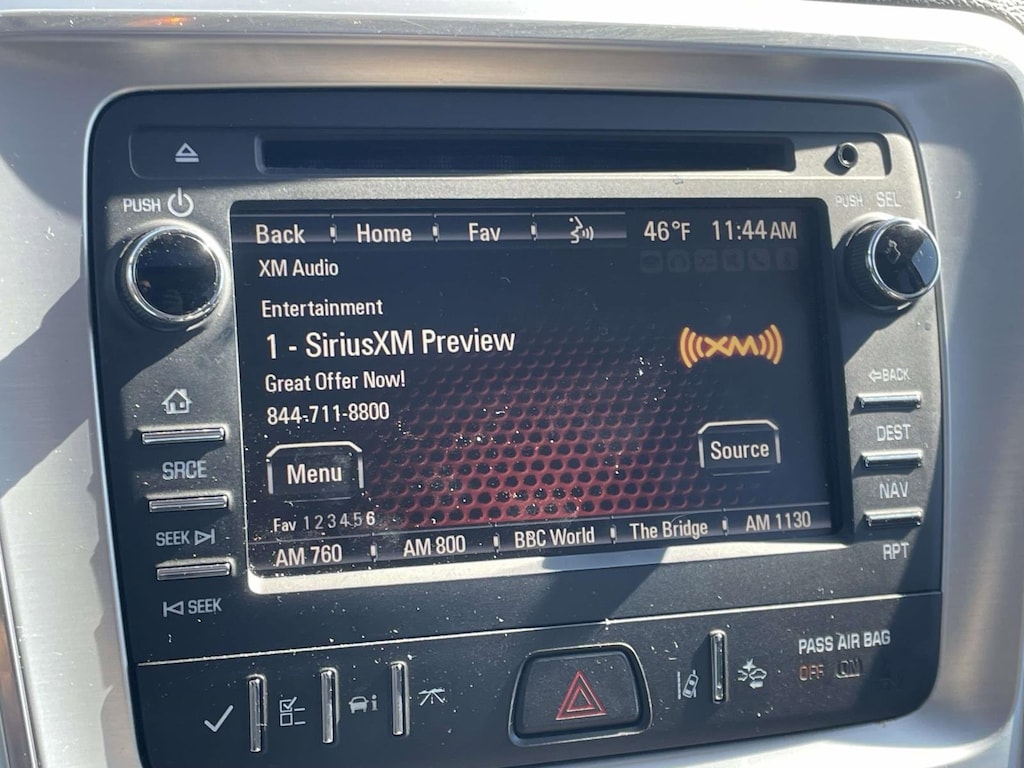 PUSH
PUSH SEL
Back Home Fav 46°F 11:44 AM
XM Audio
Entertainment
1 - SiriusXM Preview
XM
Great Offer Now!
844-711-8800
Menu
Source
Fav 1 2 3 4 5 6
AM 760 AM 800 BBC World The Bridge AM 1130
SRCE
SEEK
SEEK
BACK
DEST
NAV
RPT
PASS AIR BAG
OFF ON